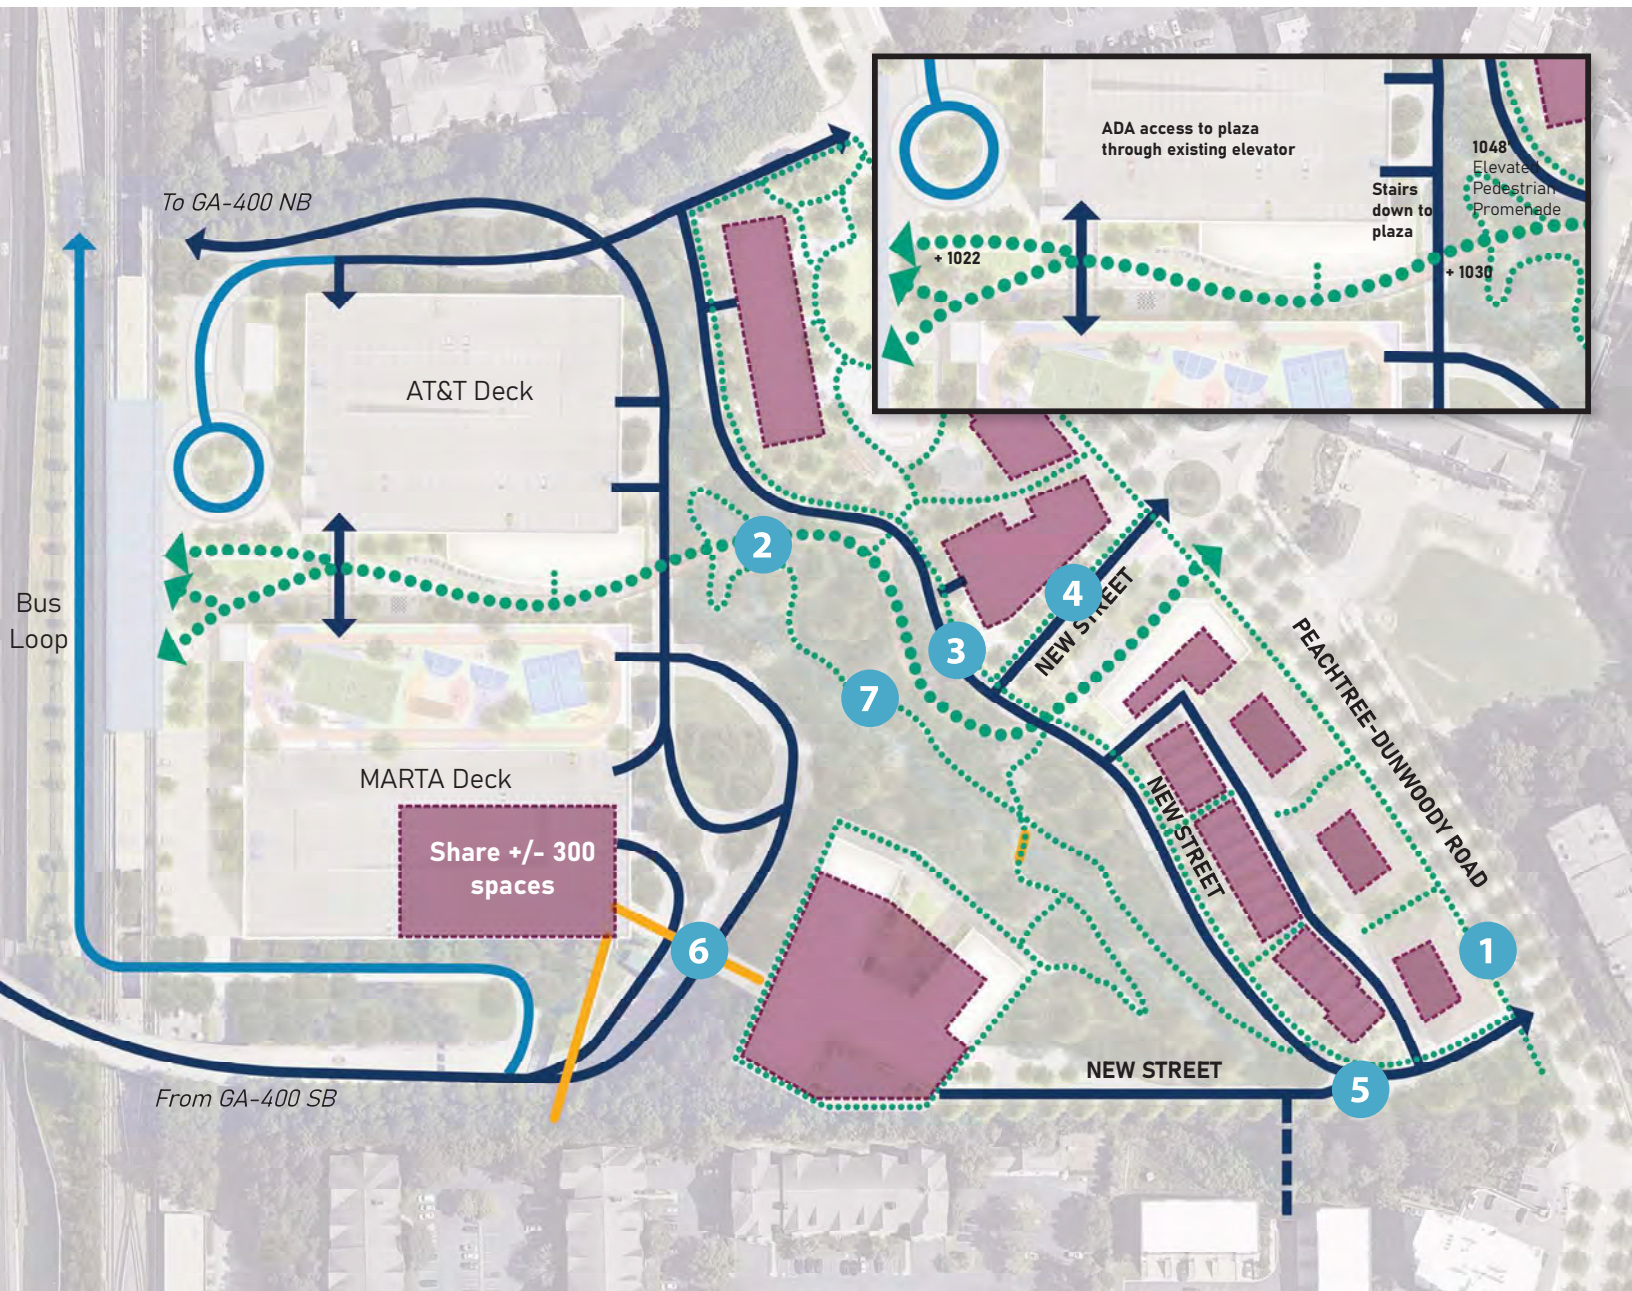 To GA-400 NB
ADA access to plaza
through existing elevator
1048'
Elevated
Pedestrian
Promenade
Stairs
down to
plaza
+ 1022
+ 1030
AT&T Deck
2
Bus
Loop
4
NEW STREET
3
7
PEACHTREE-DUNWOODY ROAD
MARTA Deck
NEW STREET
Share +/- 300
spaces
6
1
NEW STREET
5
From GA-400 SB